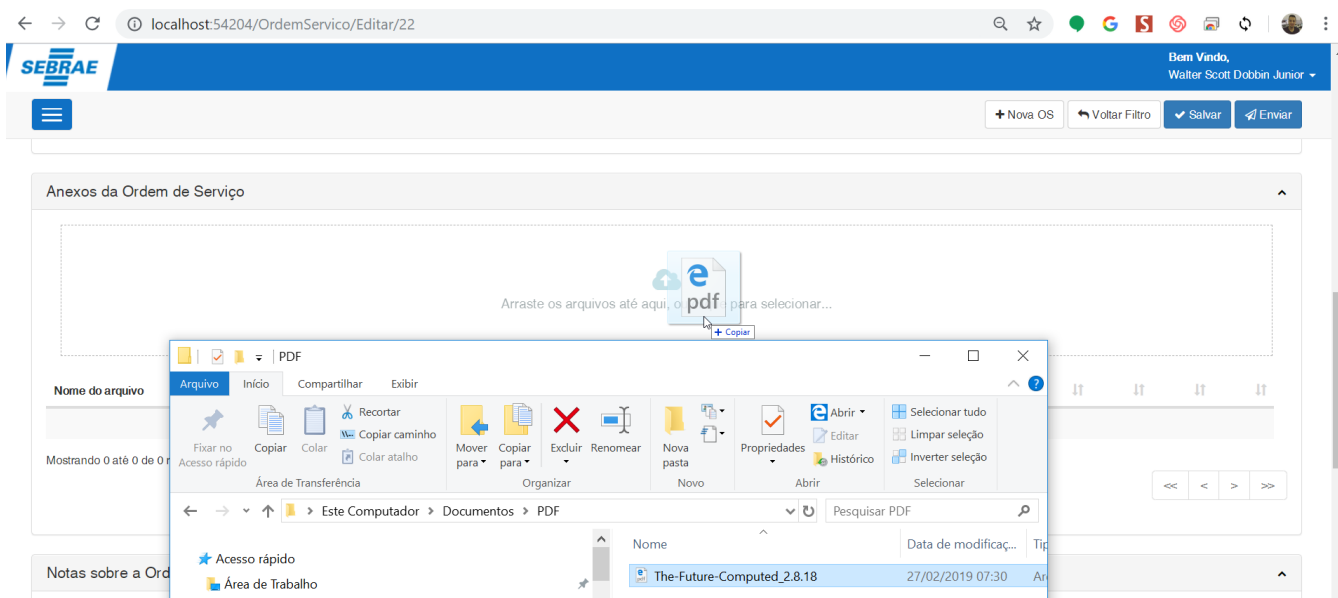 localhost:54204/OrdemServico/Editar/22
SEBRAE
Bem Vindo,
Walter Scott Dobbin Junior
Nova OS
Voltar Filtro
Salvar
Enviar
Anexos da Ordem de Serviço
Arraste os arquivos até aqui, o para selecionar...
pdf
+ Copiar
PDF
Nome do arquivo
Arquivo
Início
Compartilhar
Exibir
Fixar no
Acesso rápido
Copiar
Colar
Recortar
Copiar caminho
Colar atalho
Mover
para
Copiar
para
Excluir
Renomear
Nova
pasta
Propriedades
Abrir
Editar
Histórico
Selecionar tudo
Limpar seleção
Inverter seleção
Área de Transferência
Organizar
Novo
Abrir
Selecionar
Mostrando 0 até 0 de 0 r
<< < > >>
Este Computador > Documentos > PDF
Pesquisar PDF
Acesso rápido
Área de Trabalho
Nome
Data de modificaç...
Tip
The-Future-Computed_2.8.18
27/02/2019 07:30
Notas sobre a Ord